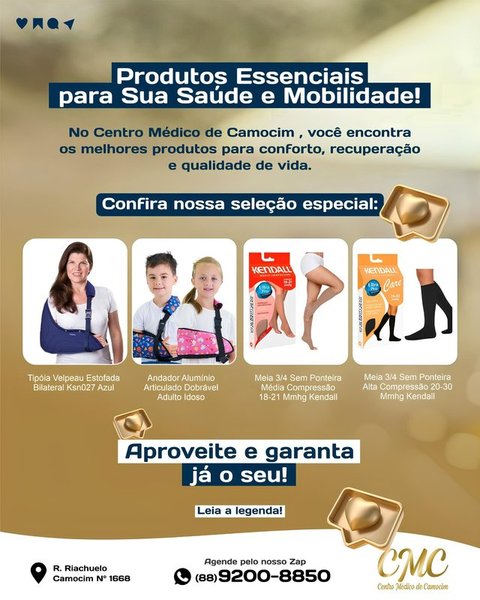 Produtos Essenciais
para Sua Saúde e Mobilidade!
No Centro Médico de Camocim , você encontra
os melhores produtos para conforto, recuperação
e qualidade de vida.
Confira nossa seleção especial:
KENDALL
KENDALL
Care
Tipóia Velpeau Estofada
Bilateral Ksn027 Azul
Andador Alumínio
Articulado Dobrável
Adulto Idoso
Meia 3/4 Sem Ponteira
Média Compressão
18-21 Mmhg Kendall
Meia 3/4 Sem Ponteira
Alta Compressão 20-30
Mmhg Kendall
Aproveite e garanta
já o seu!
Leia a legenda!
R. Riachuelo
Camocim Nº 1668
Agende pelo nosso Zap
(88)9200-8850
CMC
Centro Médico de Camocim